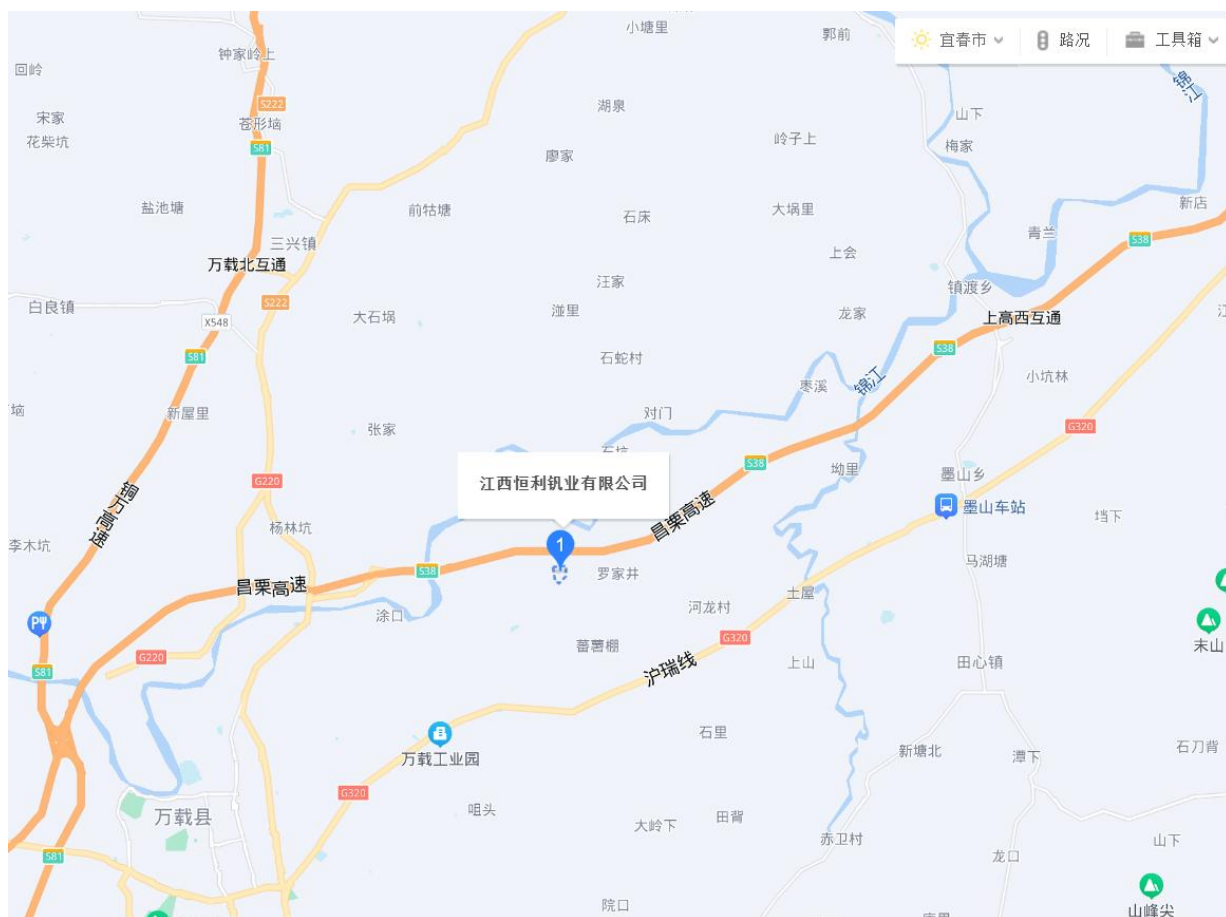 小塘里
郭前
宜春市
路况
工具箱
钟家岭上
回岭
锦江
S222
湖泉
宋家
苍形垴
山下
花柴坑
S81
岭子上
梅家
廖家
盐池塘
前牯塘
石床
大埚里
新店
三兴镇
青兰
S38
万载北互通
上会
汪家
镇渡乡
白良镇
S222
湴里
龙家
大石埚
上高西互通
X548
S81
石蛇村
S38
锦江
枣溪
小坑林
垴
新屋里
对门
张家
G320
石坑
S38
坳里
墨山乡
G220
江西恒利钒业有限公司
铜万高速
昌栗高速
墨山车站
垱下
杨林坑
李木坑
1
马湖塘
S38
罗家井
昌栗高速
土屋
涂口
河龙村
P
G320
蕃薯棚
末山
G220
沪瑞线
上山
田心镇
S81
石里
万载工业园
新塘北
潭下
石刀背
G320
咀头
万载县
大岭下
田背
赤卫村
山下
S81
龙口
院口
山峰尖